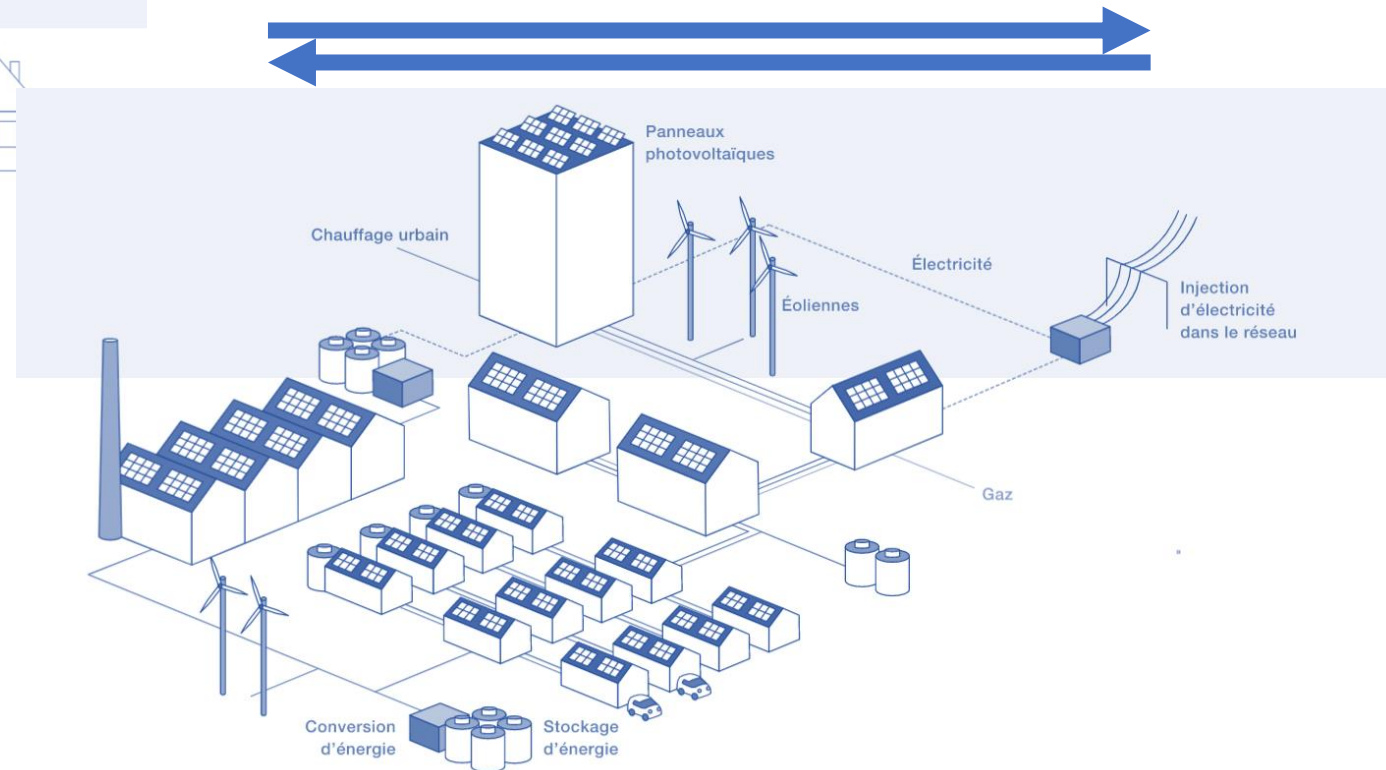 Panneaux
photovoltaïques
Chauffage urbain
Électricité
Éoliennes
Injection
d'électricité
dans le réseau
Gaz
Conversion
d'énergie
Stockage
d'énergie